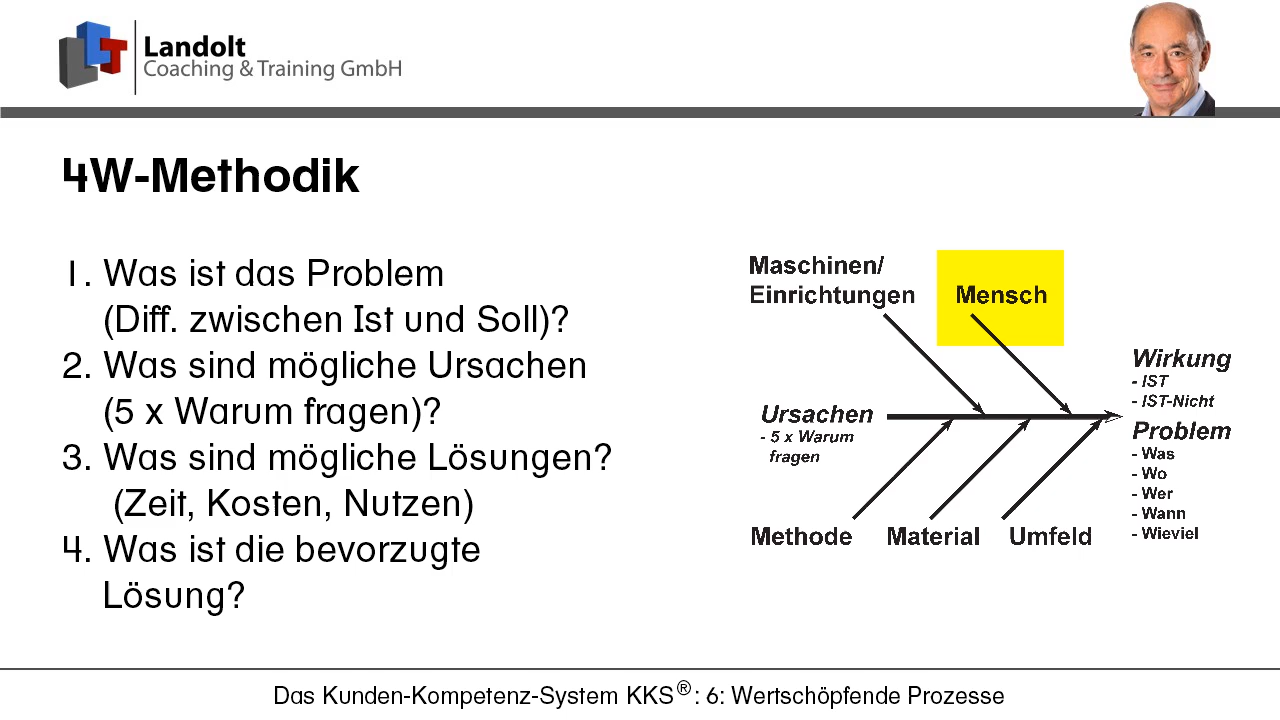 Landolt
Coaching & Training GmbH
4W-Methodik
1. Was ist das Problem
(Diff. zwischen Ist und Soll)?
2. Was sind mögliche Ursachen
(5 x Warum fragen)?
3. Was sind mögliche Lösungen?
(Zeit, Kosten, Nutzen)
4. Was ist die bevorzugte
Lösung?
Maschinen/
Einrichtungen
Mensch
Ursachen
- 5 x Warum
fragen
Methode
Material
Umfeld
Wirkung
- IST
- IST-Nicht
Problem
- Was
- Wo
- Wer
- Wann
- Wieviel
Das Kunden-Kompetenz-System KKS®: 6: Wertschöpfende Prozesse